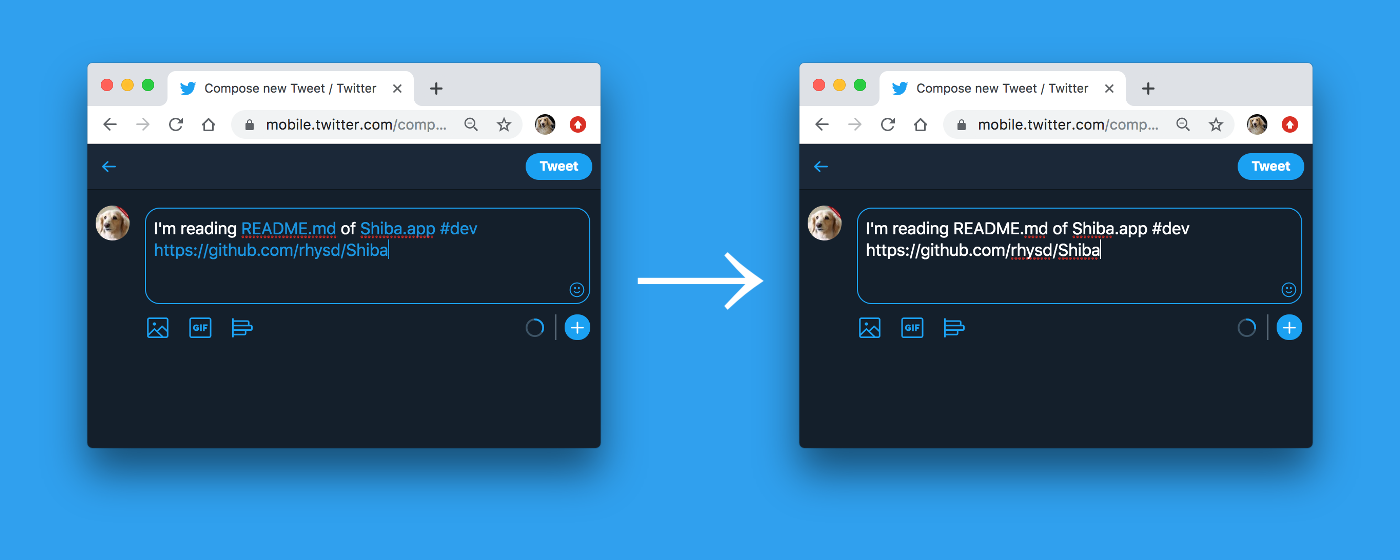 Compose new Tweet / Twitter
mobile.twitter.com/comp...
Tweet
I'm reading README.md of Shiba.app #dev
https://github.com/rhysd/Shiba
GIF
Compose new Tweet / Twitter
mobile.twitter.com/comp...
Tweet
I'm reading README.md of Shiba.app #dev
https://github.com/rhysd/Shiba
GIF